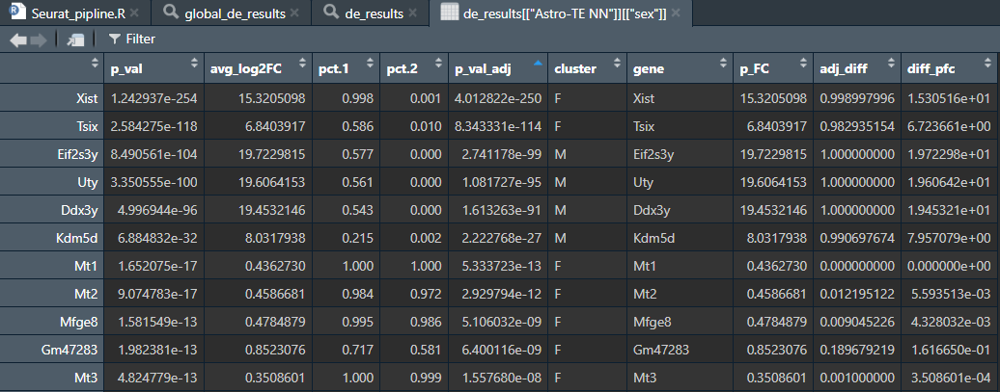 Seurat_pipline.R × global_de_results × de_results × de_results[["Astro-TE NN"]][["sex"]] ×
Filter
p_val avg_log2FC pct.1 pct.2 p_val_adj cluster gene p_FC adj_diff diff_pfc
Xist 1.242937e-254 15.3205098 0.998 0.001 4.012822e-250 F Xist 15.3205098 0.998997996 1.530516e+01
Tsix 2.584275e-118 6.8403917 0.586 0.010 8.343331e-114 F Tsix 6.8403917 0.982935154 6.723661e+00
Eif2s3y 8.490561e-104 19.7229815 0.577 0.000 2.741178e-99 M Eif2s3y 19.7229815 1.000000000 1.972298e+01
Uty 3.350555e-100 19.6064153 0.561 0.000 1.081727e-95 M Uty 19.6064153 1.000000000 1.960642e+01
Ddx3y 4.996944e-96 19.4532146 0.543 0.000 1.613263e-91 M Ddx3y 19.4532146 1.000000000 1.945321e+01
Kdm5d 6.884832e-32 8.0317938 0.215 0.002 2.222768e-27 M Kdm5d 8.0317938 0.990697674 7.957079e+00
Mt1 1.652075e-17 0.4362730 1.000 1.000 5.333723e-13 F Mt1 0.4362730 0.000000000 0.000000e+00
Mt2 9.074783e-17 0.4586681 0.984 0.972 2.929794e-12 F Mt2 0.4586681 0.012195122 5.593513e-03
Mfge8 1.581549e-13 0.4784879 0.995 0.986 5.106032e-09 F Mfge8 0.4784879 0.009045226 4.328032e-03
Gm47283 1.982381e-13 0.8523076 0.717 0.581 6.400116e-09 F Gm47283 0.8523076 0.189679219 1.616650e-01
Mt3 4.824779e-13 0.3508601 1.000 0.999 1.557680e-08 F Mt3 0.3508601 0.001000000 3.508601e-04